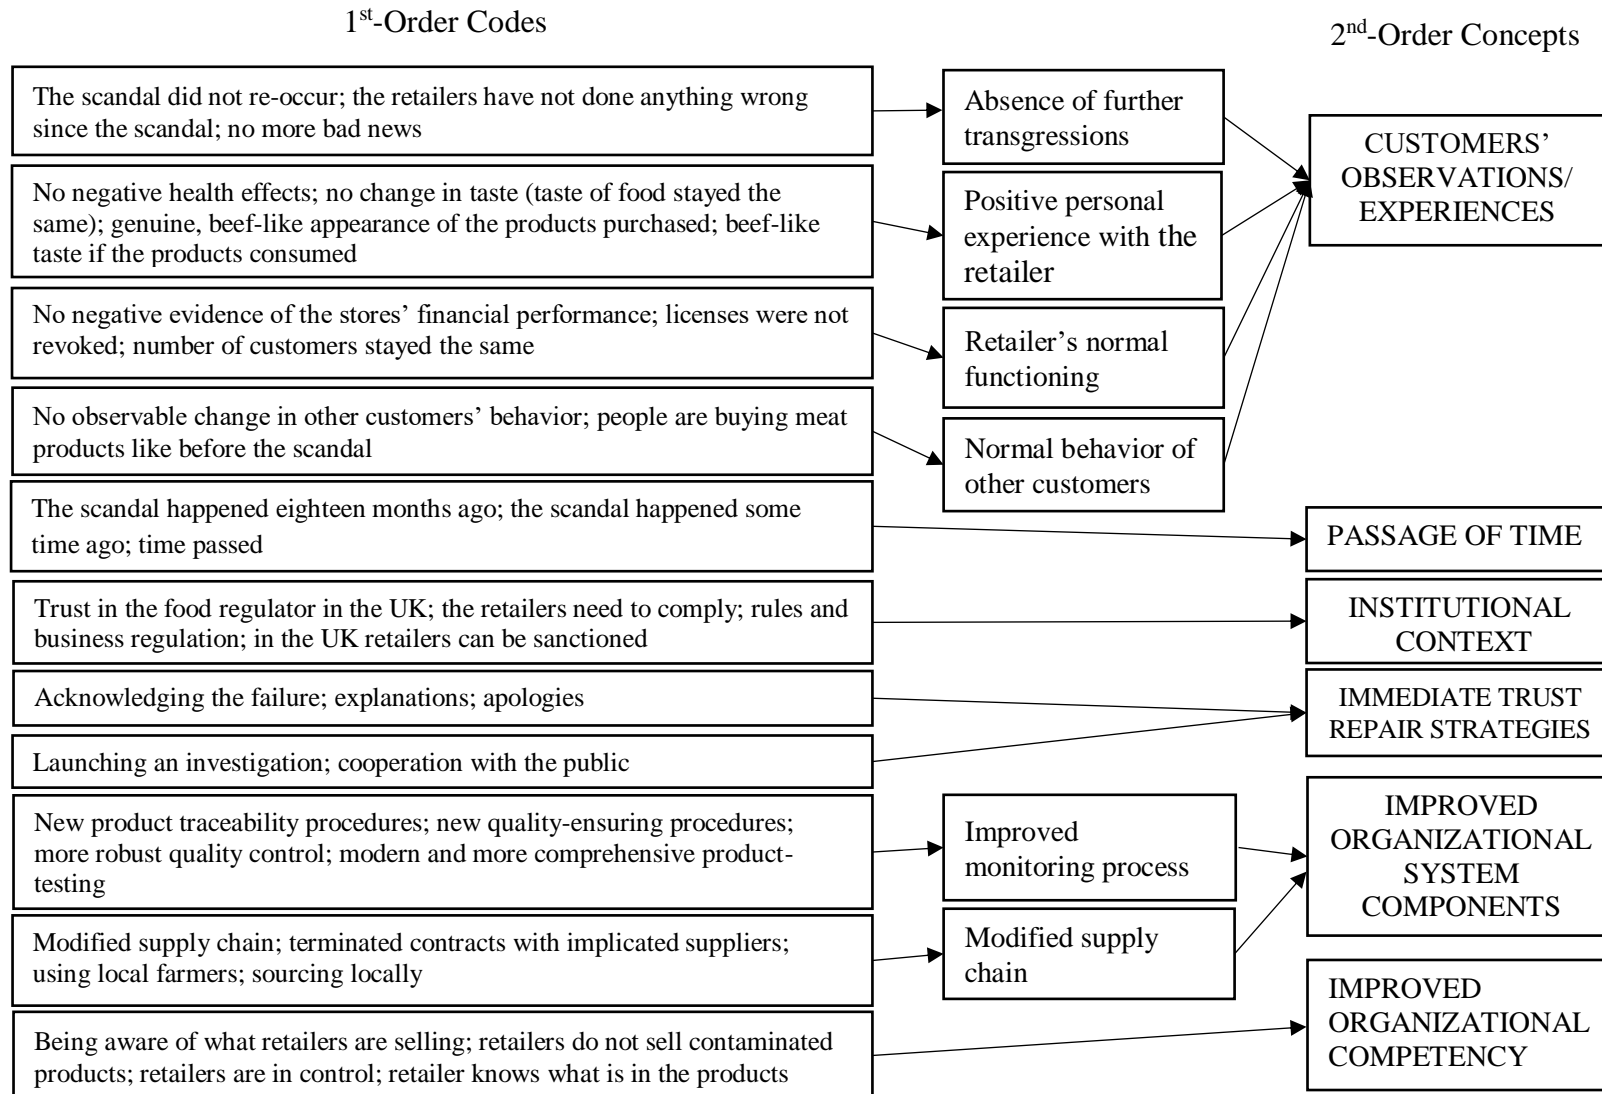 1st-Order Codes
2nd-Order Concepts
The scandal did not re-occur; the retailers have not done anything wrong
since the scandal; no more bad news
Absence of further
transgressions
CUSTOMERS’
OBSERVATIONS/
EXPERIENCES
No negative health effects; no change in taste (taste of food stayed the
same); genuine, beef-like appearance of the products purchased; beef-like
taste if the products consumed
Positive personal
experience with the
retailer
No negative evidence of the stores’ financial performance; licenses were not
revoked; number of customers stayed the same
Retailer’s normal
functioning
No observable change in other customers’ behavior; people are buying meat
products like before the scandal
Normal behavior of
other customers
The scandal happened eighteen months ago; the scandal happened some
time ago; time passed
PASSAGE OF TIME
Trust in the food regulator in the UK; the retailers need to comply; rules and
business regulation; in the UK retailers can be sanctioned
INSTITUTIONAL
CONTEXT
Acknowledging the failure; explanations; apologies
IMMEDIATE TRUST
REPAIR STRATEGIES
Launching an investigation; cooperation with the public
New product traceability procedures; new quality-ensuring procedures;
more robust quality control; modern and more comprehensive product-
testing
Improved
monitoring process
IMPROVED
ORGANIZATIONAL
SYSTEM
COMPONENTS
Modified supply chain; terminated contracts with implicated suppliers;
using local farmers; sourcing locally
Modified supply
chain
Being aware of what retailers are selling; retailers do not sell contaminated
products; retailers are in control; retailer knows what is in the products
IMPROVED
ORGANIZATIONAL
COMPETENCY